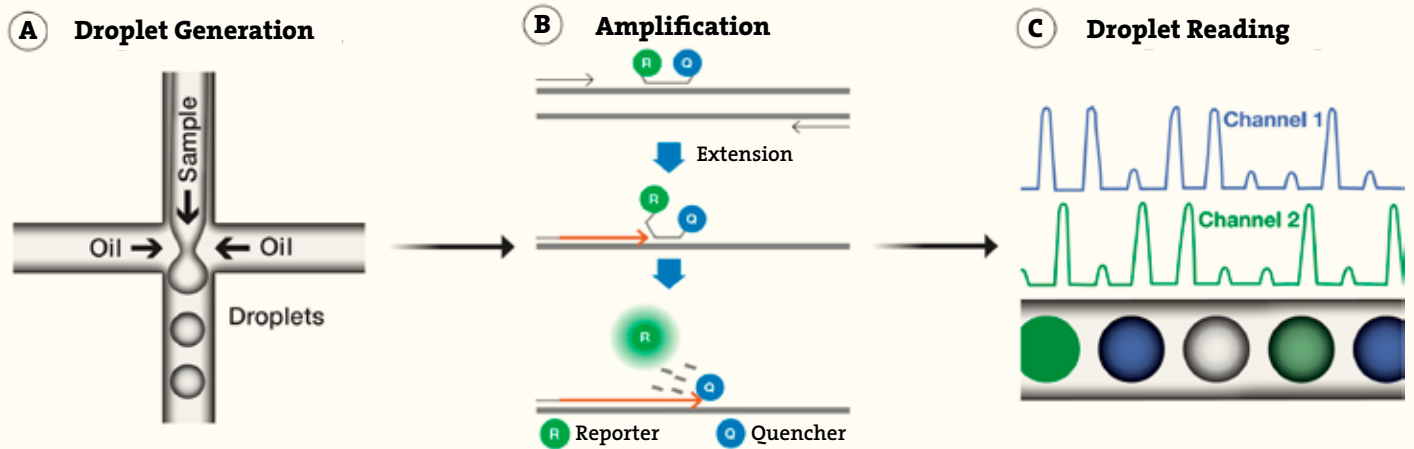 A Droplet Generation
Sample
Oil
Oil
Droplets
B Amplification
R Q
Extension
R
Q
R
Q
R Reporter
Q Quencher
C Droplet Reading
Channel 1
Channel 2